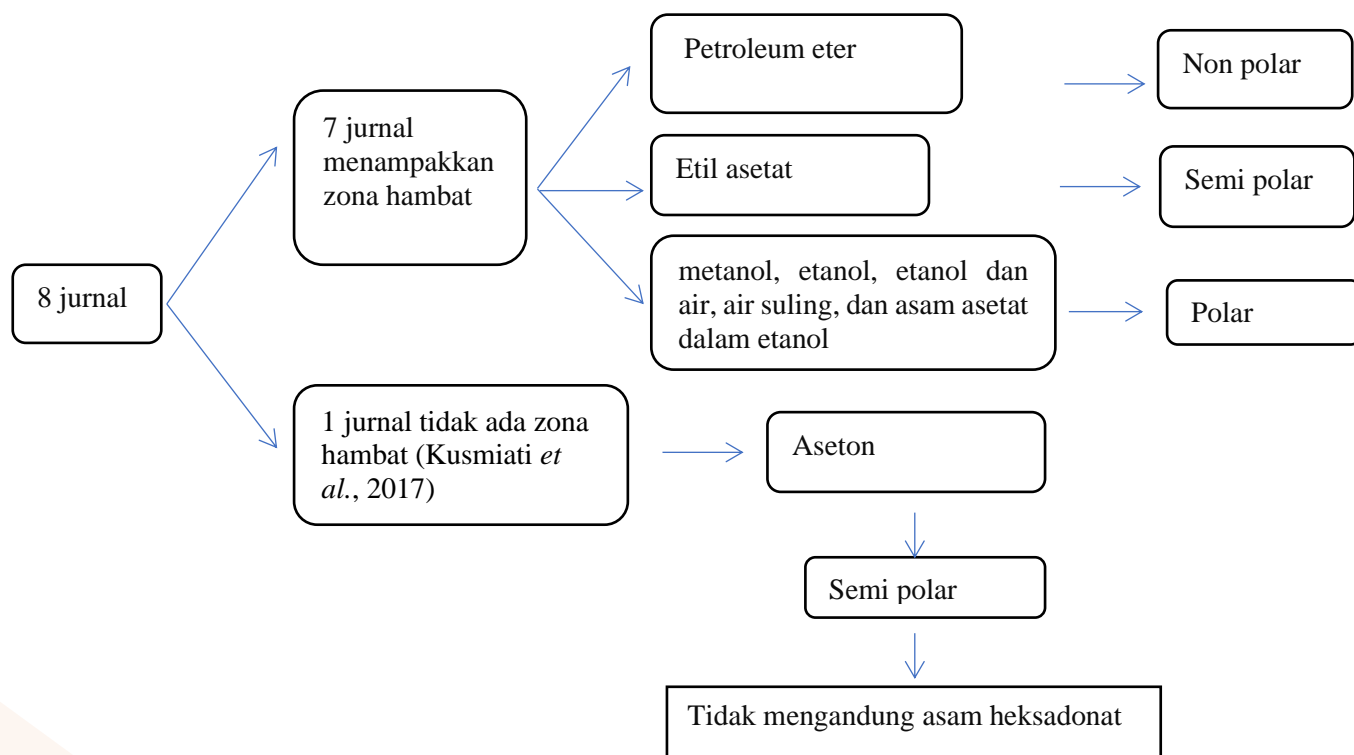 Petroleum eter
Non polar
7 jurnal
menampakkan
zona hambat
Etil asetat
Semi polar
8 jurnal
metanol, etanol, etanol dan
air, air suling, dan asam asetat
dalam etanol
Polar
1 jurnal tidak ada zona
hambat (Kusmiati et
al., 2017)
Aseton
Semi polar
Tidak mengandung asam heksadonat